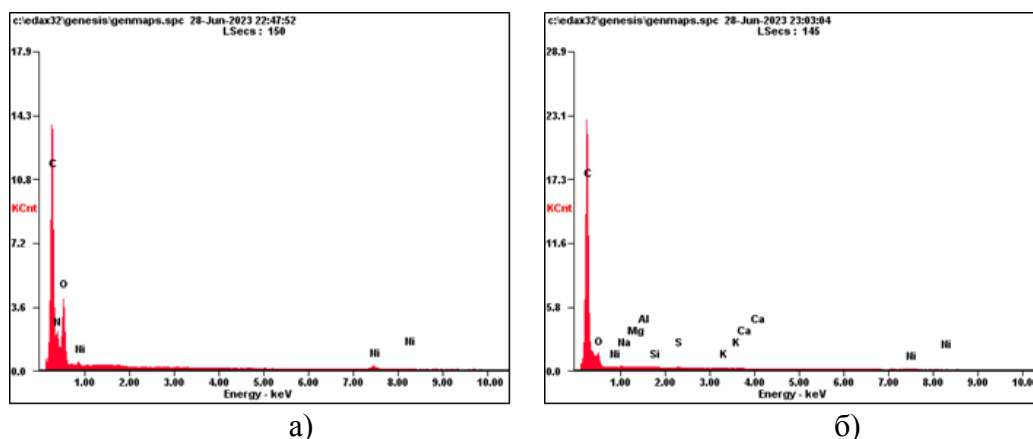 c:\edax32\genesis\genmaps.spc 28-Jun-2023 22:47:52
LSecs : 150
17.9
14.3
10.8
KCnt
7.2
3.6
0.0
C
O
N
Ni
Ni
Ni
1.00 2.00 3.00 4.00 5.00 6.00 7.00 8.00 9.00 10.00
Energy - keV
а)
c:\edax32\genesis\genmaps.spc 28-Jun-2023 23:03:04
LSecs : 145
28.9
23.1
17.3
KCnt
11.6
5.8
0.0
C
O
Ni
Na
Mg
Al
Si
S
K
K
Ca
Ca
Ni
Ni
1.00 2.00 3.00 4.00 5.00 6.00 7.00 8.00 9.00 10.0
Energy - keV
б)